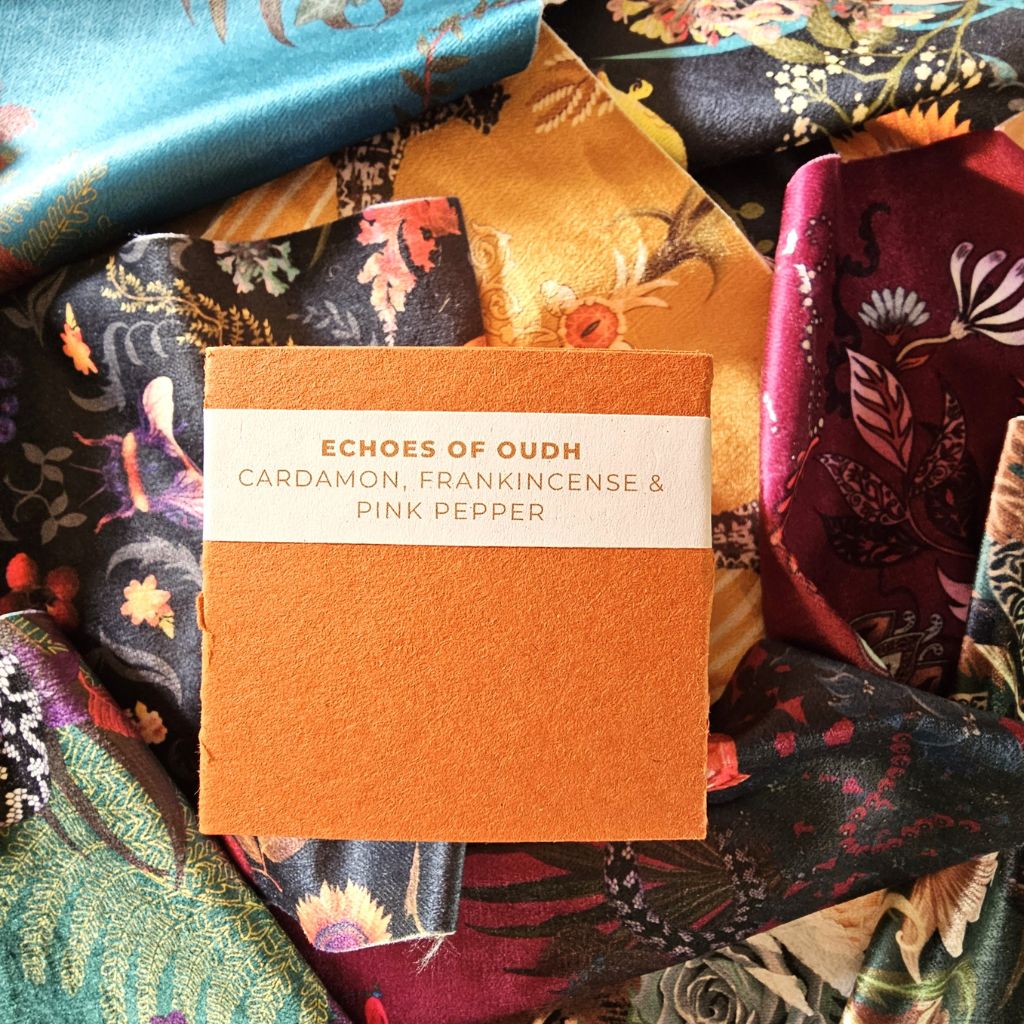 ECHOES OF OUDH
CARDAMON, FRANKINCENSE &
PINK PEPPER